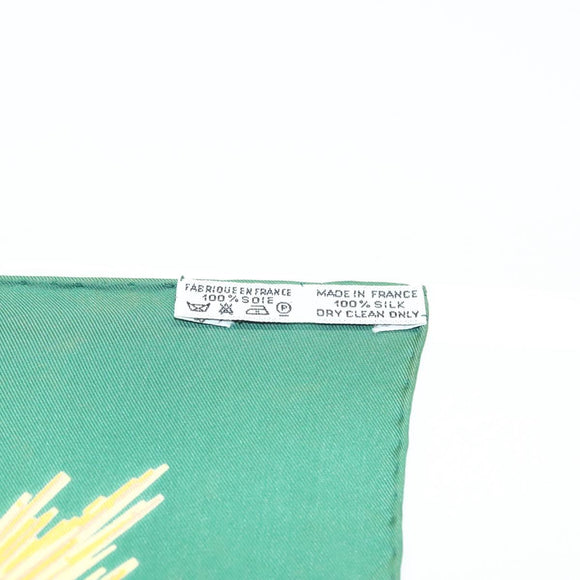 FABRIQUE EN FRANCE
100% SOIE
P
MADE IN FRANCE
100% SILK
DRY CLEAN ONLY